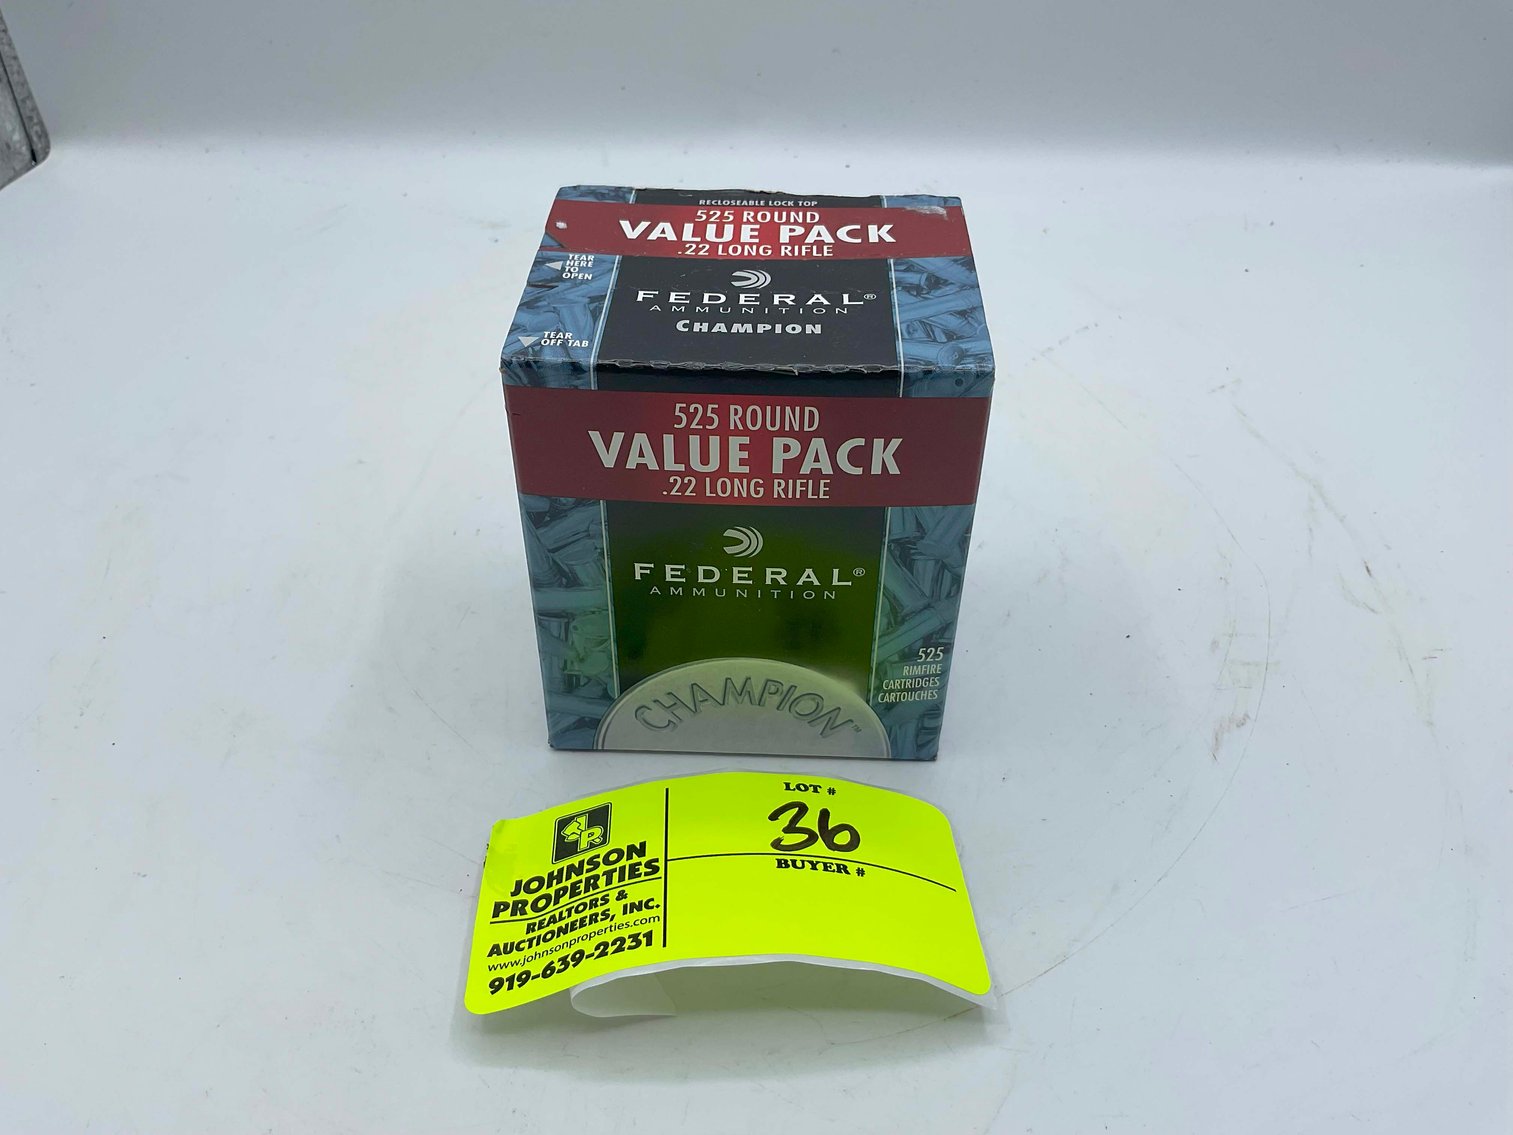 RECLOSEABLE LOCK TOP
525 ROUND
VALUE PACK
.22 LONG RIFLE
TEAR
HERE
TO
OPEN
FEDERAL®
AMMUNITION
CHAMPION
TEAR
OFF TAB
525 ROUND
VALUE PACK
.22 LONG RIFLE
FEDERAL®
AMMUNITION
525
RIMFIRE
CARTRIDGES
CARTOUCHES
CHAMPION™
LOT #
36
BUYER #
JP
JOHNSON
PROPERTIES
REALTORS &
AUCTIONEERS, INC.
www.johnsonproperties.com
919-639-2231